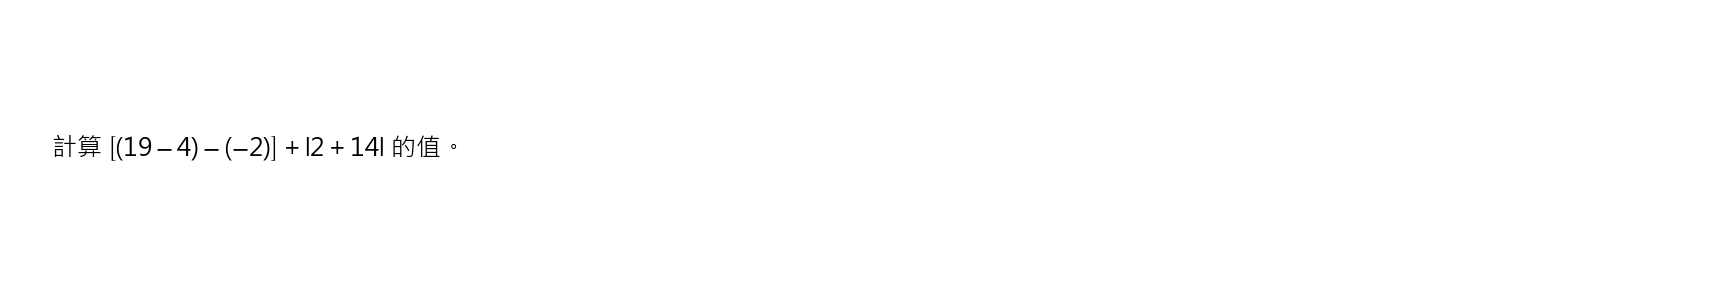 計算 [(19 – 4) – (–2)] + l2 + 14l 的值。